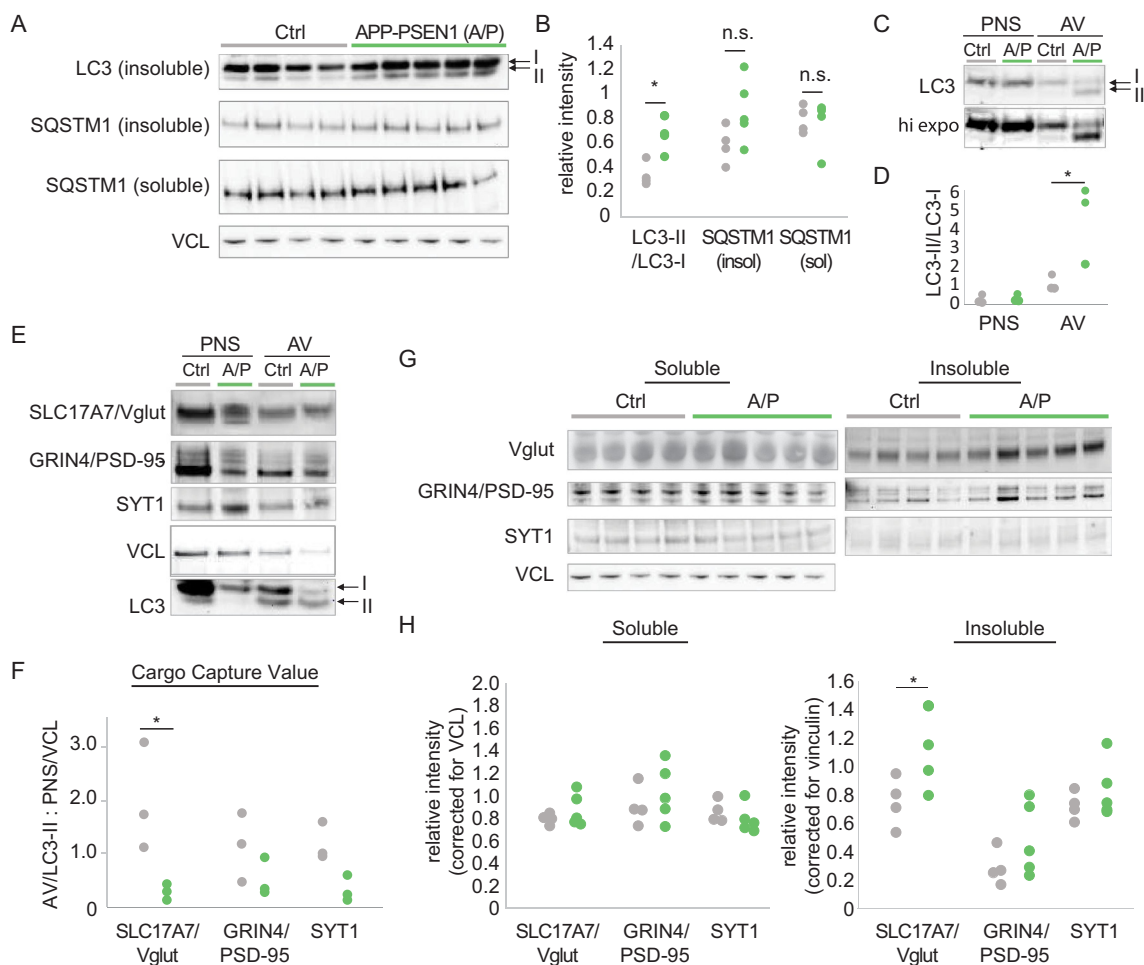 A
Ctrl APP-PSEN1 (A/P)
LC3 (insoluble)
I
II
SQSTM1 (insoluble)
SQSTM1 (soluble)
VCL
B
n.s.
n.s.
*
relative intensity
1.4
1.2
1
0.8
0.6
0.4
0.2
0
LC3-II SQSTM1 SQSTM1
/LC3-I (insol) (sol)
C
PNS AV
Ctrl A/P Ctrl A/P
LC3
I
II
hi expo
D
*
LC3-II/LC3-I
6
5
4
3
2
1
0
PNS AV
E
PNS AV
Ctrl A/P Ctrl A/P
SLC17A7/Vglut
GRIN4/PSD-95
SYT1
VCL
LC3
I
II
F
Cargo Capture Value
*
AV/LC3-II : PNS/VCL
3.0
2.0
1.0
0
SLC17A7/ GRIN4/ SYT1
Vglut PSD-95
G
Soluble Insoluble
Ctrl A/P Ctrl A/P
Vglut
GRIN4/PSD-95
SYT1
VCL
H
Soluble
relative intensity
(corrected for VCL)
2.0
1.8
1.6
1.4
1.2
1.0
0.8
0.6
0.4
0.2
0
SLC17A7/ GRIN4/ SYT1
Vglut PSD-95
Insoluble
*
relative intensity
(corrected for vinculin)
1.6
1.4
1.2
1.0
0.8
0.6
0.4
0.2
0
SLC17A7/ GRIN4/ SYT1
Vglut PSD-95